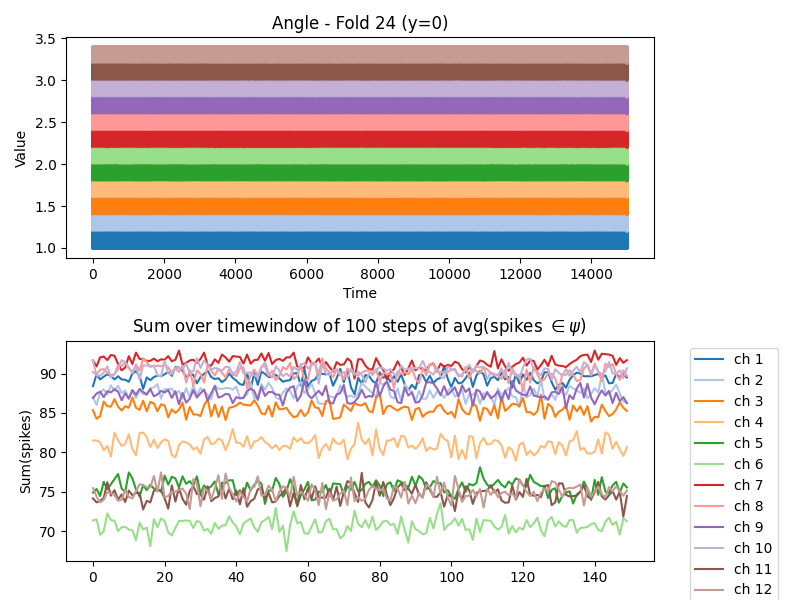 Angle - Fold 24 (y=0)
3.5
3.0
2.5
2.0
1.5
1.0
Value
0 2000 4000 6000 8000 10000 12000 14000
Time
Sum over timewindow of 100 steps of avg(spikes ∈ ψ)
90
85
80
75
70
Sum(spikes)
0 20 40 60 80 100 120 140
ch 1
ch 2
ch 3
ch 4
ch 5
ch 6
ch 7
ch 8
ch 9
ch 10
ch 11
ch 12